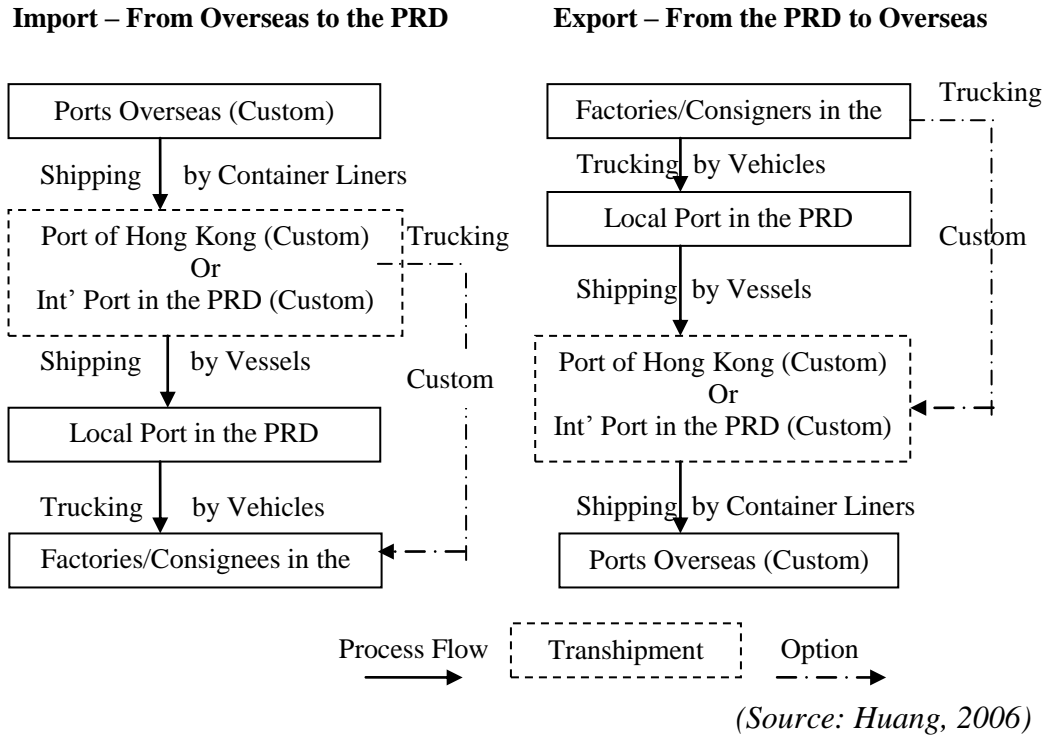 Import – From Overseas to the PRD
Ports Overseas (Custom)
Shipping by Container Liners
Port of Hong Kong (Custom)
Or
Int’ Port in the PRD (Custom)
Trucking
Custom
Shipping by Vessels
Local Port in the PRD
Trucking by Vehicles
Factories/Consignees in the
Export – From the PRD to Overseas
Factories/Consigners in the
Trucking
Custom
Trucking by Vehicles
Local Port in the PRD
Shipping by Vessels
Port of Hong Kong (Custom)
Or
Int’ Port in the PRD (Custom)
Shipping by Container Liners
Ports Overseas (Custom)
Process Flow
Transhipment
Option
(Source: Huang, 2006)